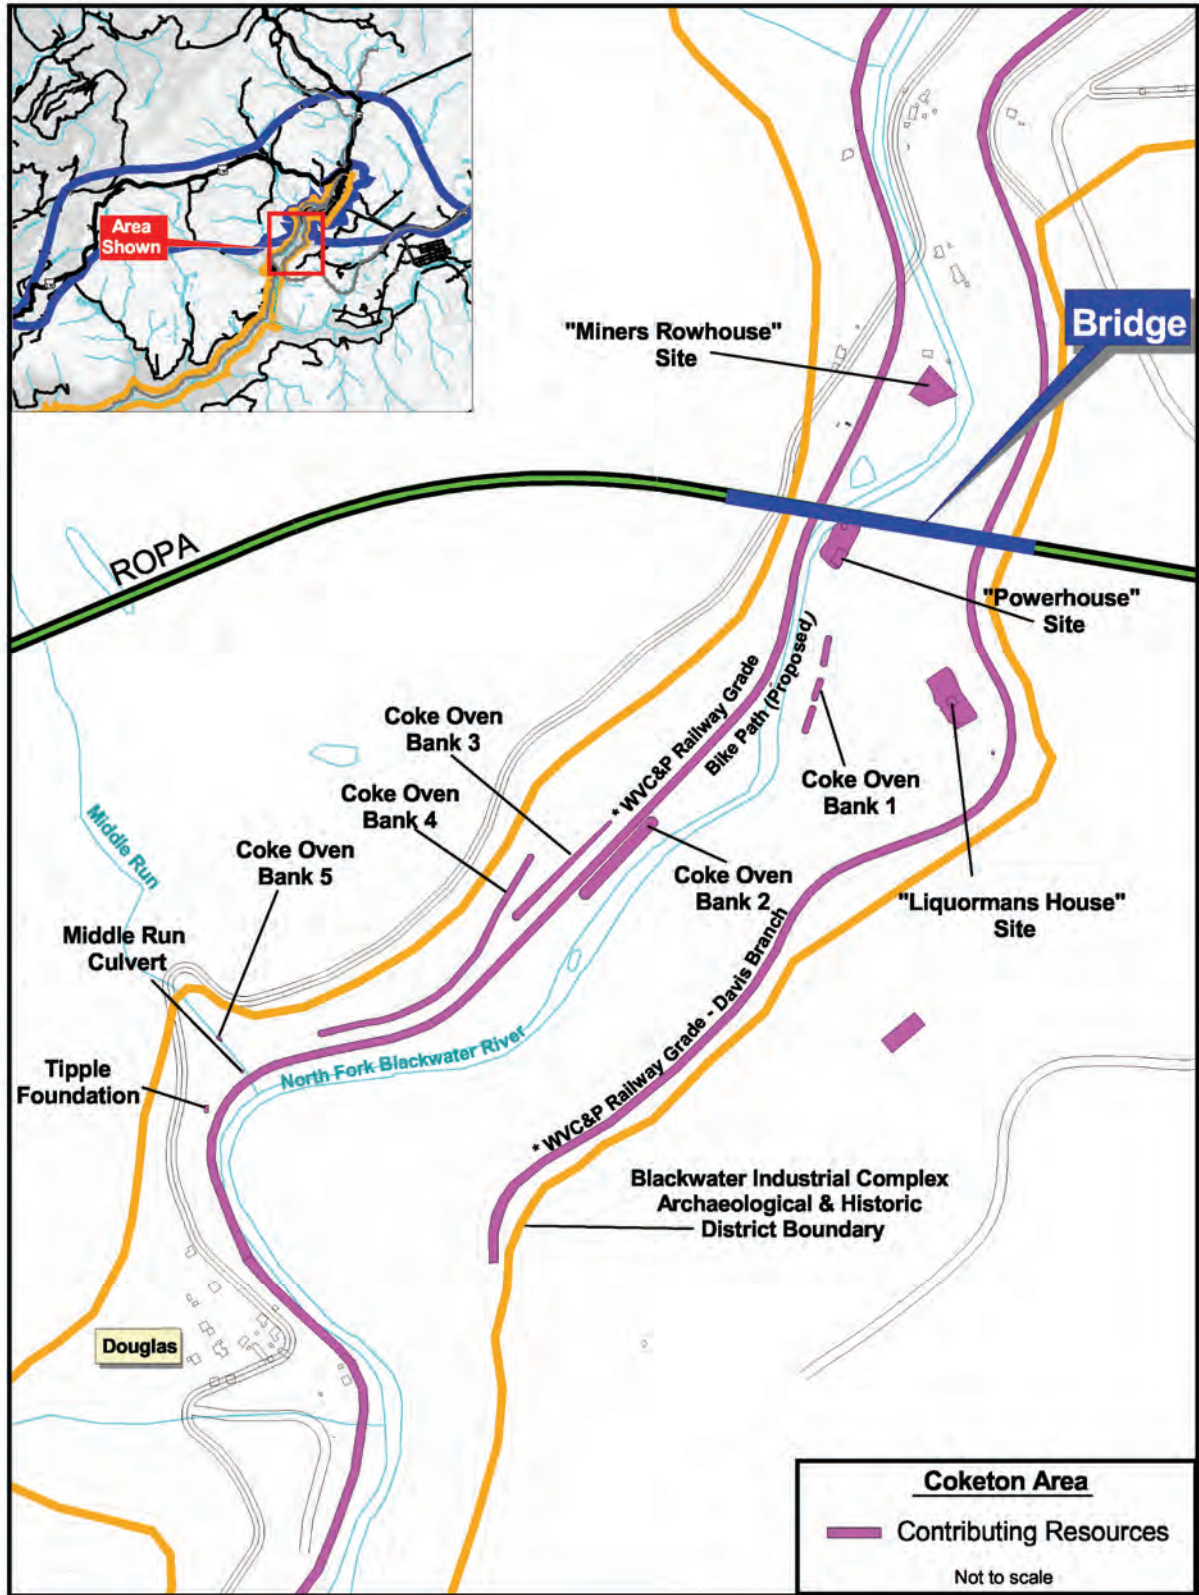 Area
Shown
Bridge
"Miners Rowhouse"
Site
ROPA
"Powerhouse"
Site
* WVC&P Railway Grade
Bike Path (Proposed)
Coke Oven
Bank 3
Coke Oven
Bank 1
Coke Oven
Bank 4
Middle Run
Coke Oven
Bank 5
Coke Oven
Bank 2
"Liquormans House"
Site
Middle Run
Culvert
* WVC&P Railway Grade - Davis Branch
North Fork Blackwater River
Tipple
Foundation
Blackwater Industrial Complex
Archaeological & Historic
District Boundary
Douglas
Coketon Area
Contributing Resources
Not to scale